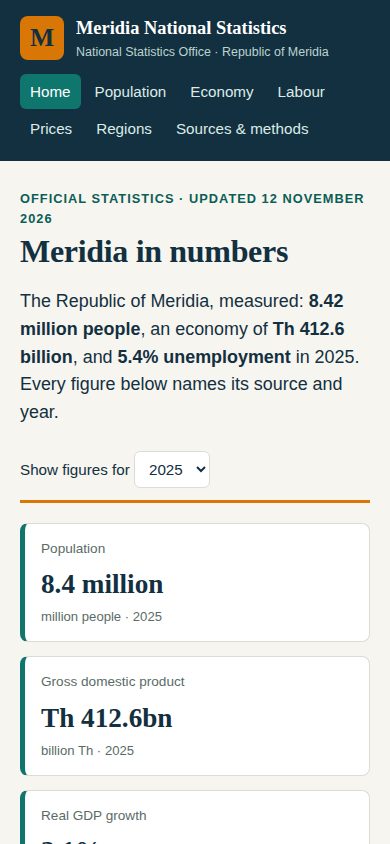 M
Meridia National Statistics
National Statistics Office · Republic of Meridia
Home Population Economy Labour
Prices Regions Sources & methods
OFFICIAL STATISTICS · UPDATED 12 NOVEMBER
2026
Meridia in numbers
The Republic of Meridia, measured: 8.42
million people, an economy of Th 412.6
billion, and 5.4% unemployment in 2025.
Every figure below names its source and
year.
Show figures for 2025
Population
8.4 million
million people · 2025
Gross domestic product
Th 412.6bn
billion Th · 2025
Real GDP growth